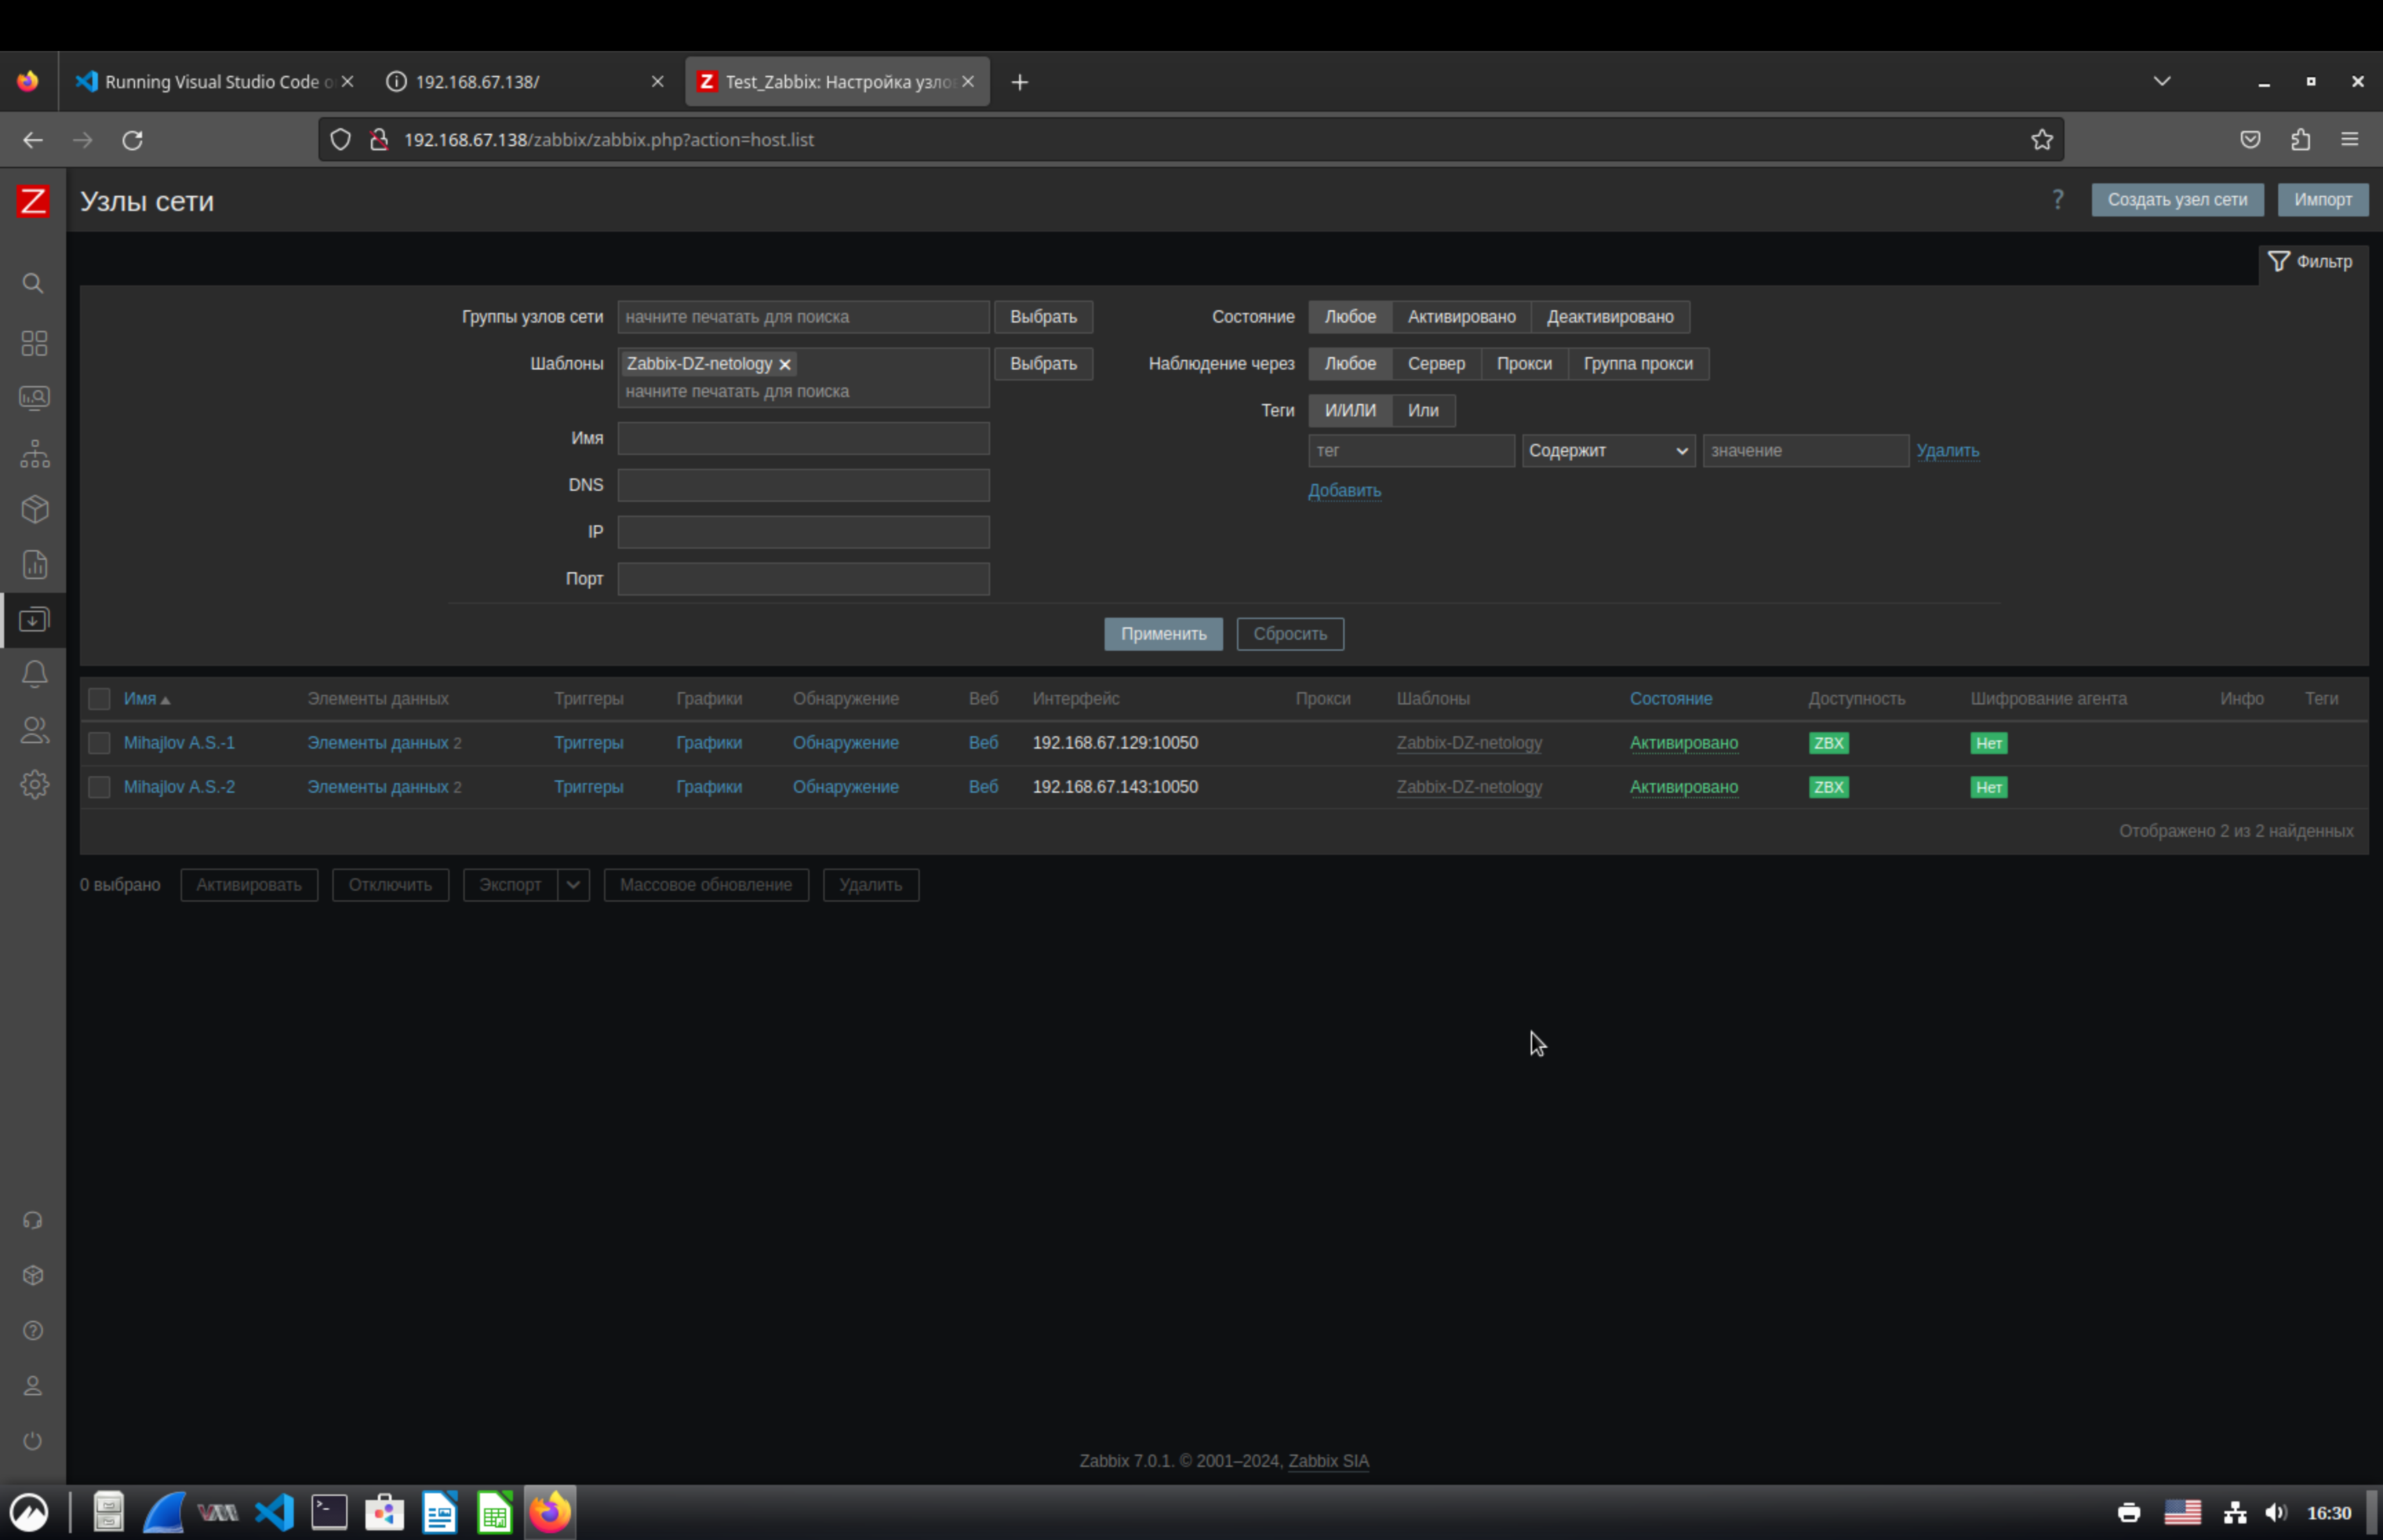 Running Visual Studio Code o
192.168.67.138/
Z Test_Zabbix: Настройка узло
192.168.67.138/zabbix/zabbix.php?action=host.list
Z
Узлы сети
? Создать узел сети Импорт
Фильтр
Группы узлов сети начните печатать для поиска Выбрать
Шаблоны Zabbix-DZ-netology Выбрать
начните печатать для поиска
Имя
DNS
IP
Порт
Состояние Любое Активировано Деактивировано
Наблюдение через Любое Сервер Прокси Группа прокси
Теги И/ИЛИ Или
тег Содержит значение Удалить
Добавить
Применить Сбросить
Имя Элементы данных Триггеры Графики Обнаружение Веб Интерфейс Прокси Шаблоны Состояние Доступность Шифрование агента Инфо Теги
Mihajlov A.S.-1 Элементы данных 2 Триггеры Графики Обнаружение Веб 192.168.67.129:10050 Zabbix-DZ-netology Активировано ZBX Нет
Mihajlov A.S.-2 Элементы данных 2 Триггеры Графики Обнаружение Веб 192.168.67.143:10050 Zabbix-DZ-netology Активировано ZBX Нет
Отображено 2 из 2 найденных
0 выбрано Активировать Отключить Экспорт Массовое обновление Удалить
Zabbix 7.0.1. © 2001–2024, Zabbix SIA
16:30